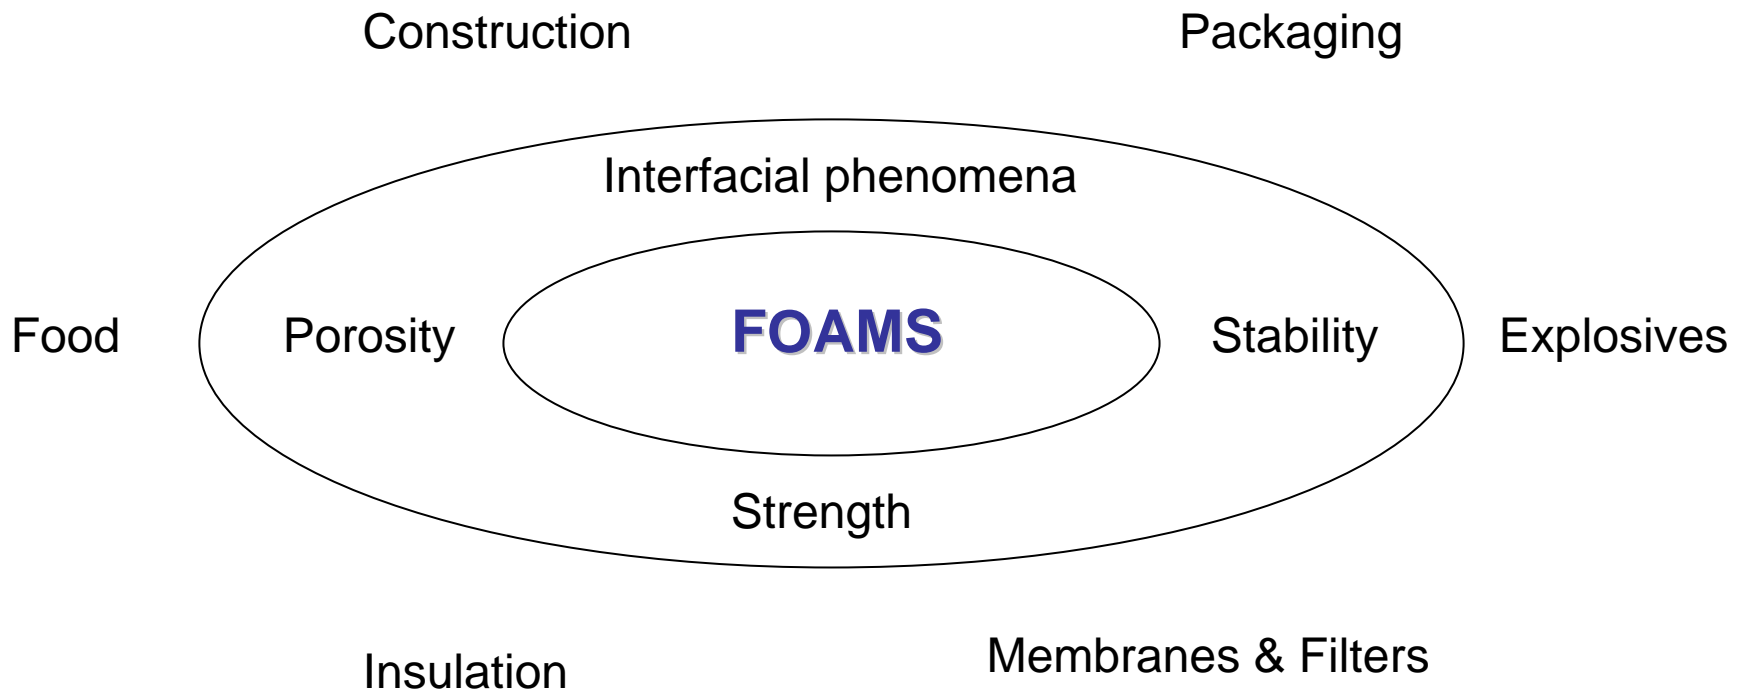 Construction
Packaging
Interfacial phenomena
Food
Porosity
FOAMS
Stability
Explosives
Strength
Insulation
Membranes & Filters